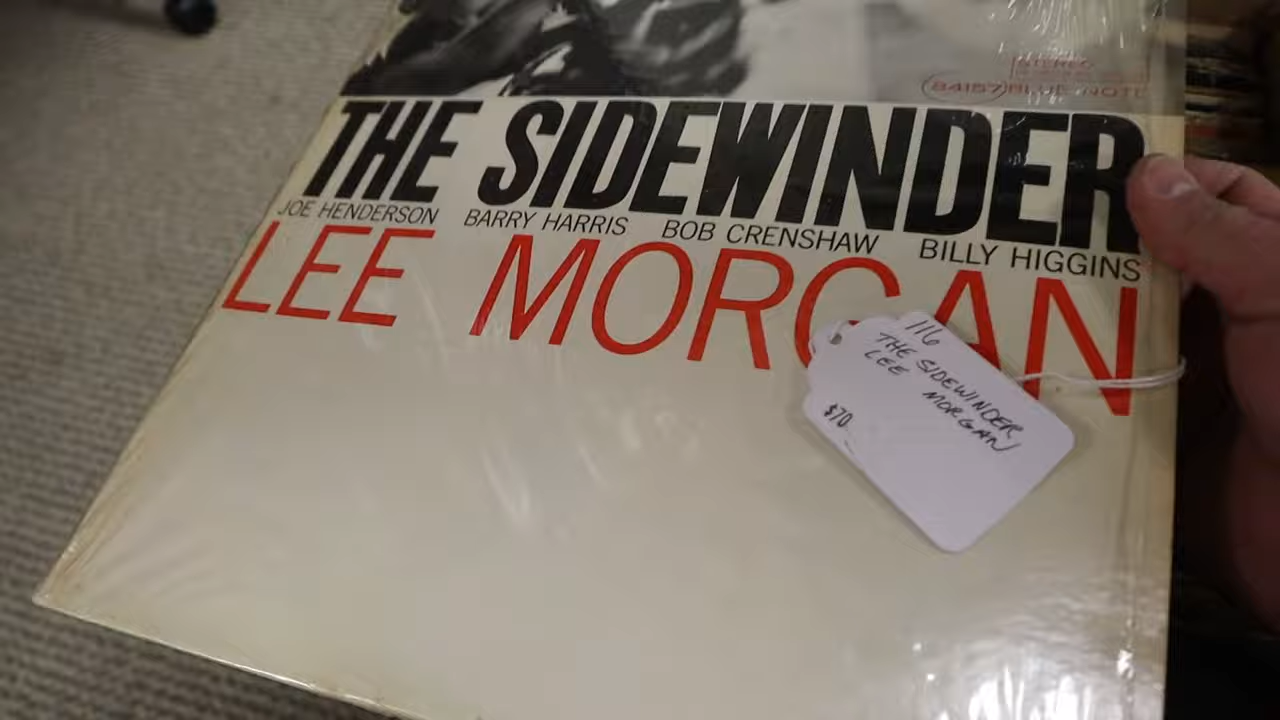 STEREO
84157 BLUE NOTE
THE SIDEWINDER
JOE HENDERSON BARRY HARRIS BOB CRENSHAW BILLY HIGGINS
LEE MORGAN
116
THE SIDEWINDER
LEE MORGAN
$70